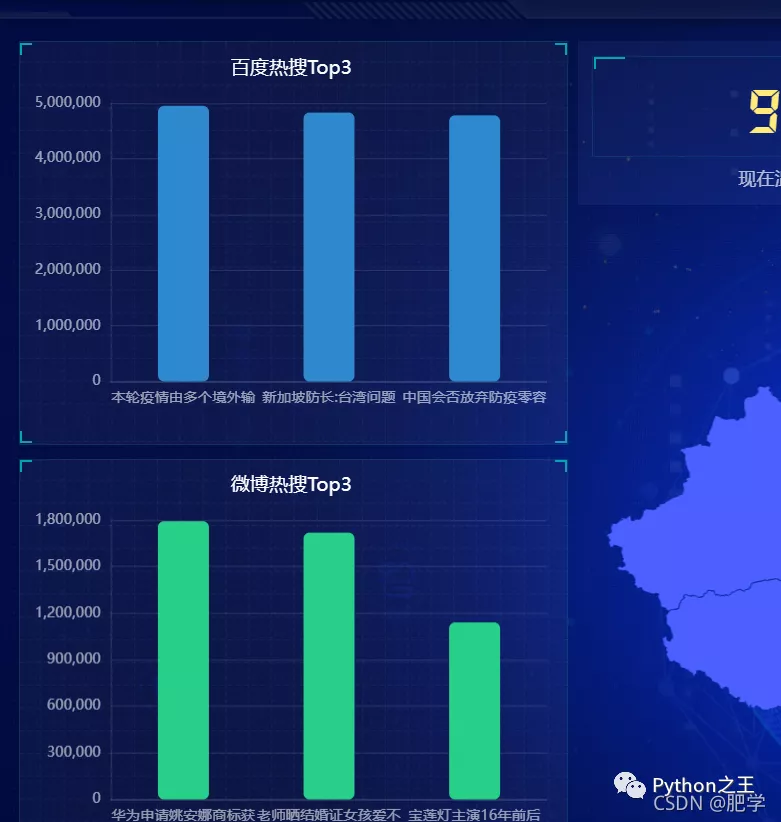 百度热搜Top3
5,000,000
4,000,000
3,000,000
2,000,000
1,000,000
0
本轮疫情由多个境外输 新加坡防长:台湾问题 中国会否放弃防疫零容
9
现在
微博热搜Top3
1,800,000
1,500,000
1,200,000
900,000
600,000
300,000
0
华为申请姚安娜商标获 老师晒结婚证女孩爱不 宝莲灯主演16年前后
Python之王
CSDN @肥学